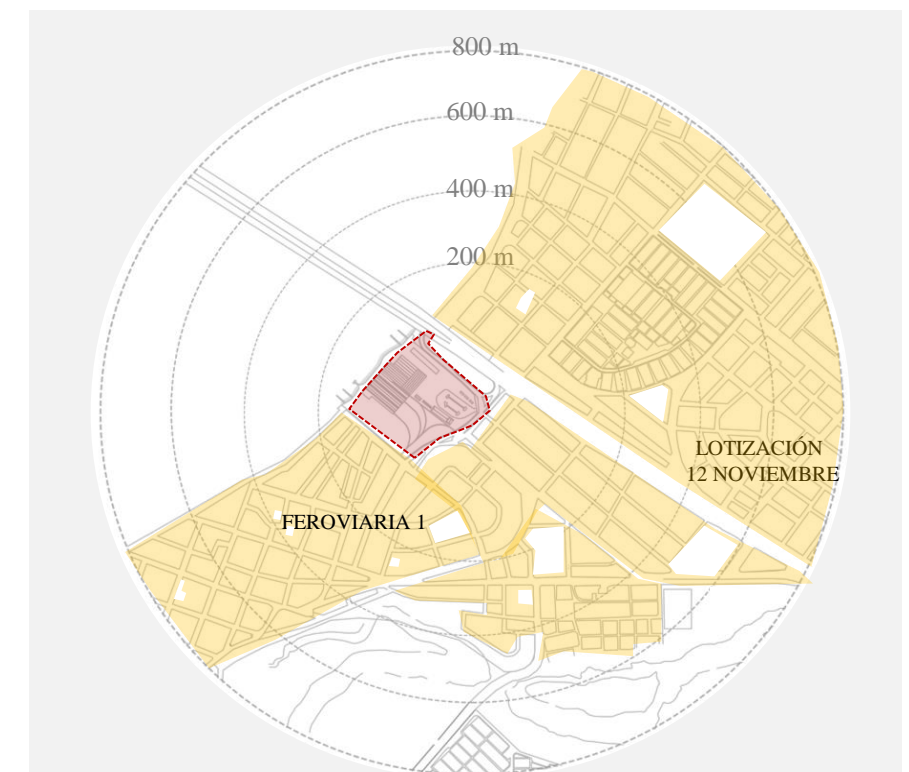 800 m
600 m
400 m
200 m
LOTIZACIÓN
12 NOVIEMBRE
FEROVIARIA 1